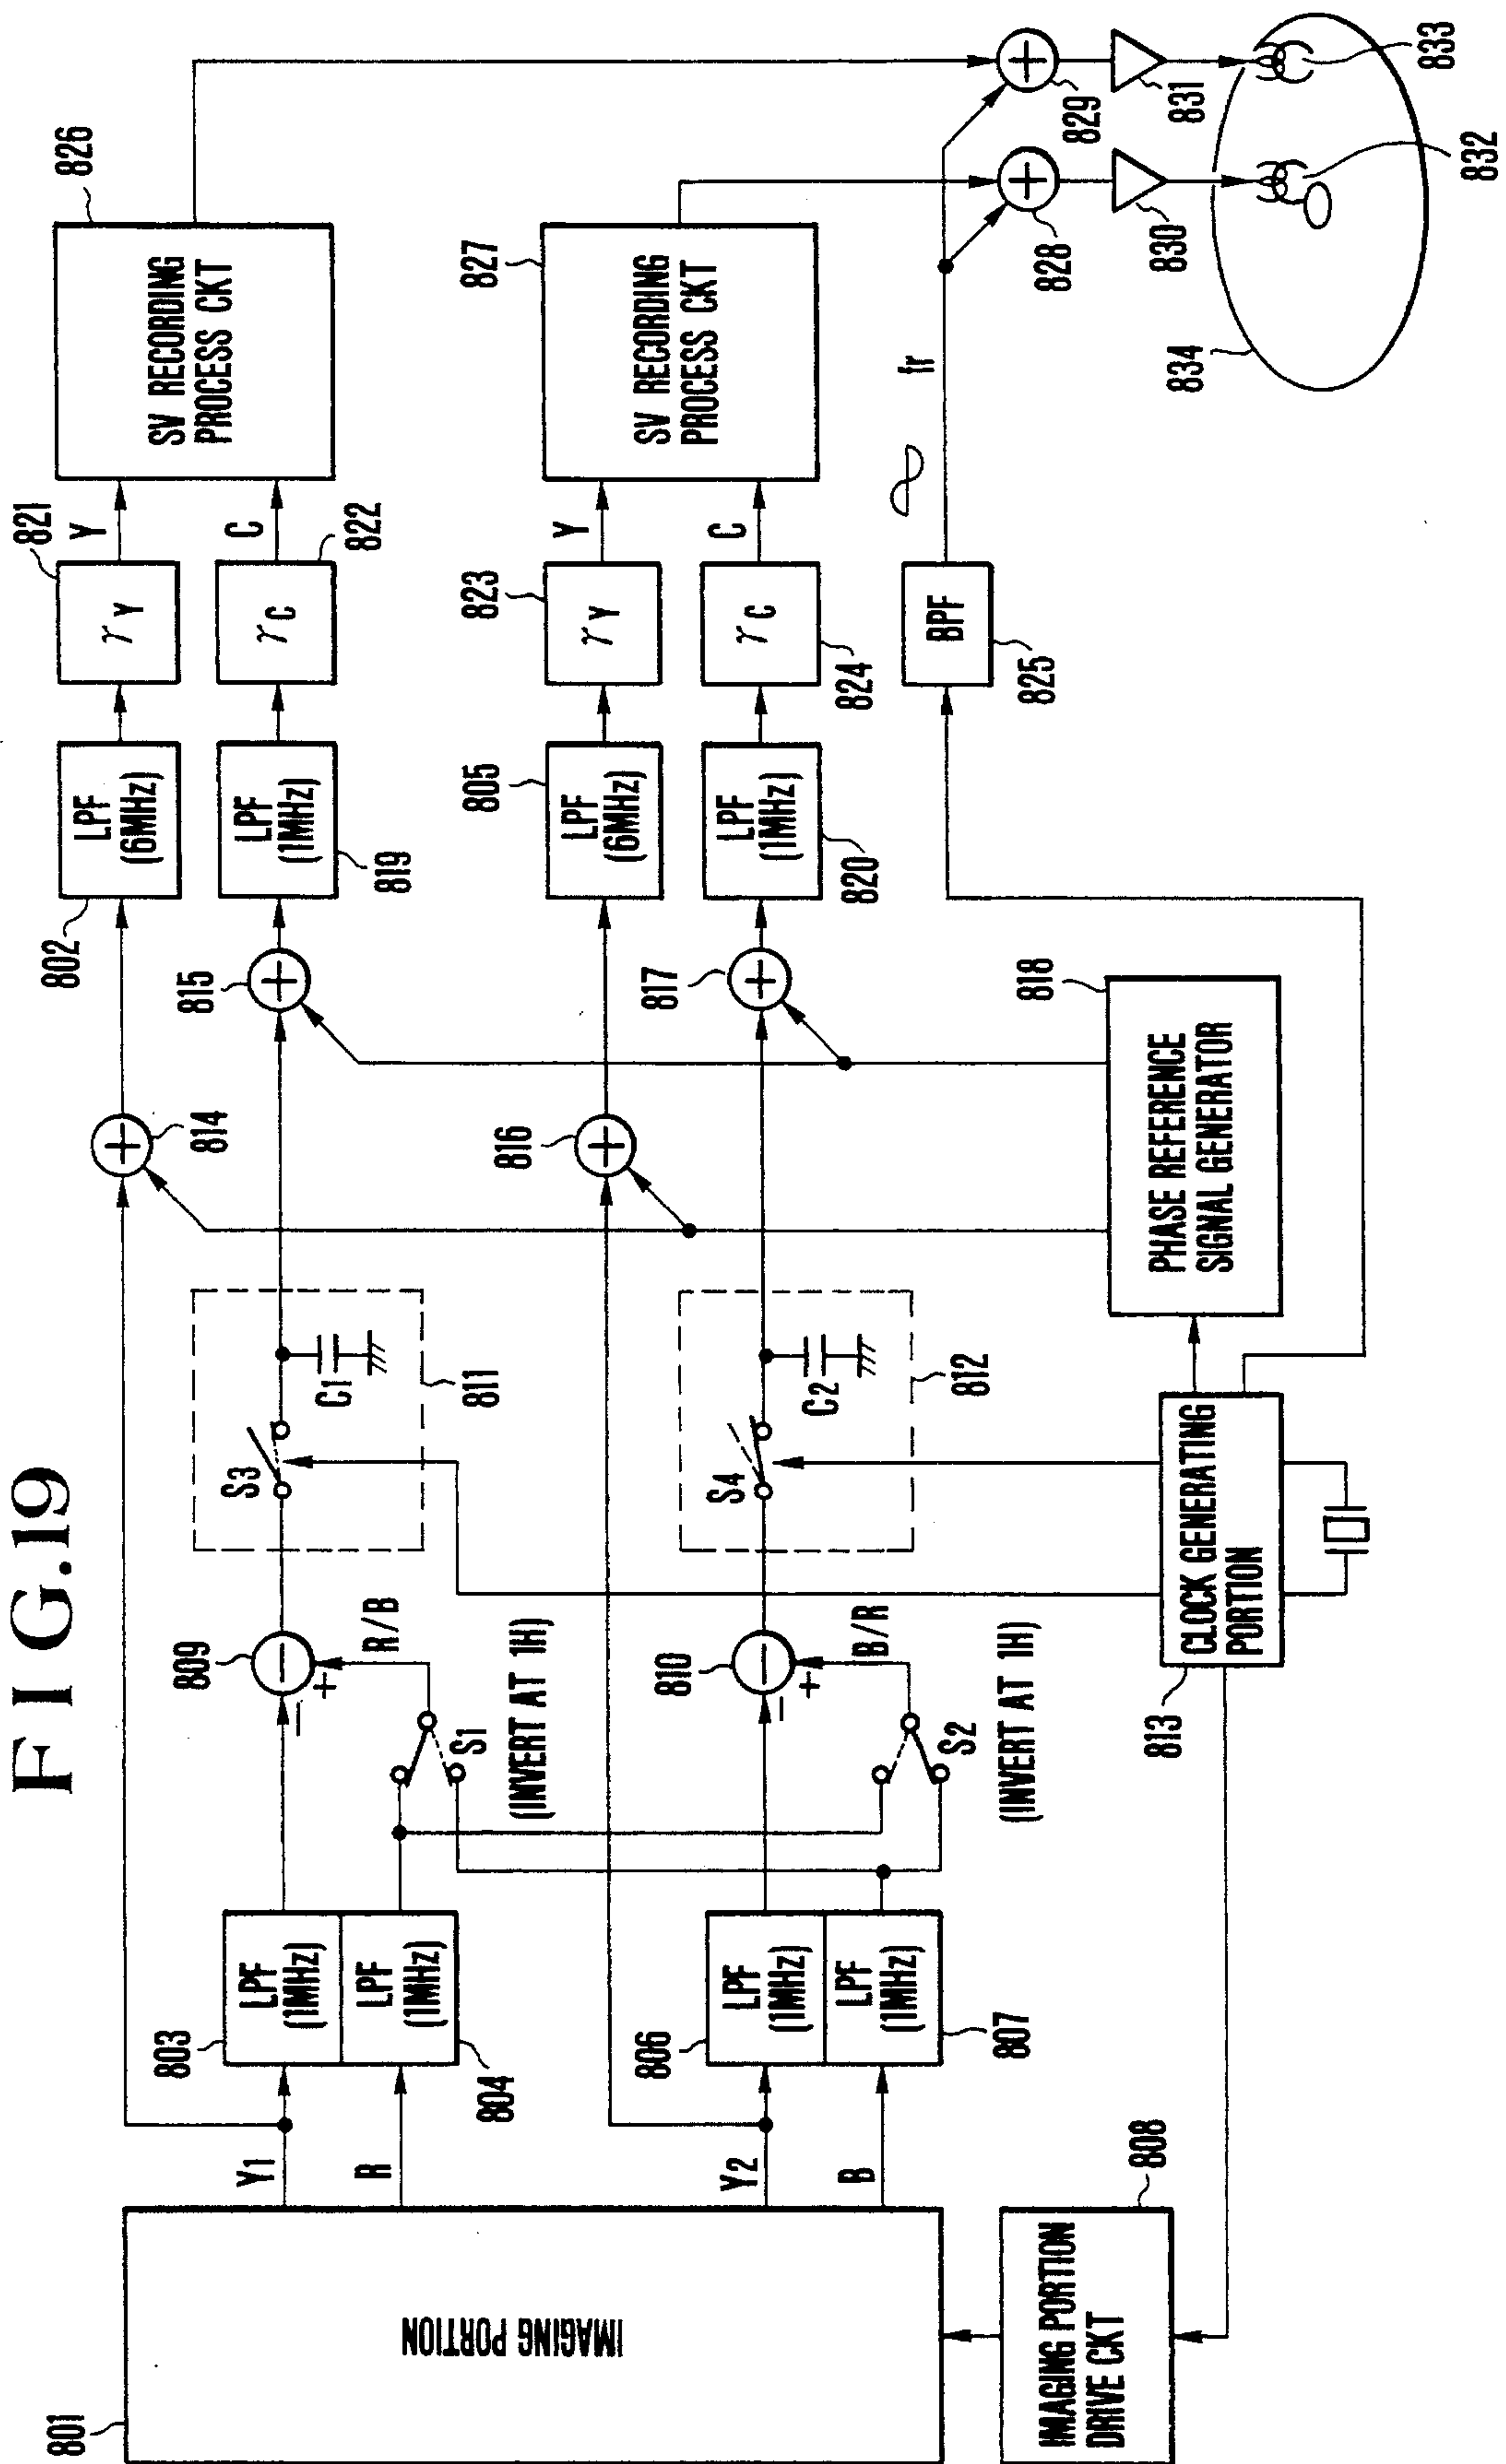 FIG.19
801
IMAGING PORTION
Y1
R
Y2
B
808
IMAGING PORTION
DRIVE CKT
803
LPF
(1MHz)
LPF
(1MHz)
804
806
LPF
(1MHz)
LPF
(1MHz)
807
S1
(INVERT AT 1H)
S2
(INVERT AT 1H)
809
−
+
R/B
810
−
+
B/R
813
CLOCK GENERATING
PORTION
S3
C1
811
S4
C2
812
814
815
816
817
818
PHASE REFERENCE
SIGNAL GENERATOR
802
LPF
(6MHz)
LPF
(1MHz)
819
805
LPF
(6MHz)
LPF
(1MHz)
820
821
γY
Y
γC
C
822
823
γY
Y
γC
C
824
BPF
825
fr
826
SV RECORDING
PROCESS CKT
827
SV RECORDING
PROCESS CKT
828
829
830
831
832
833
834